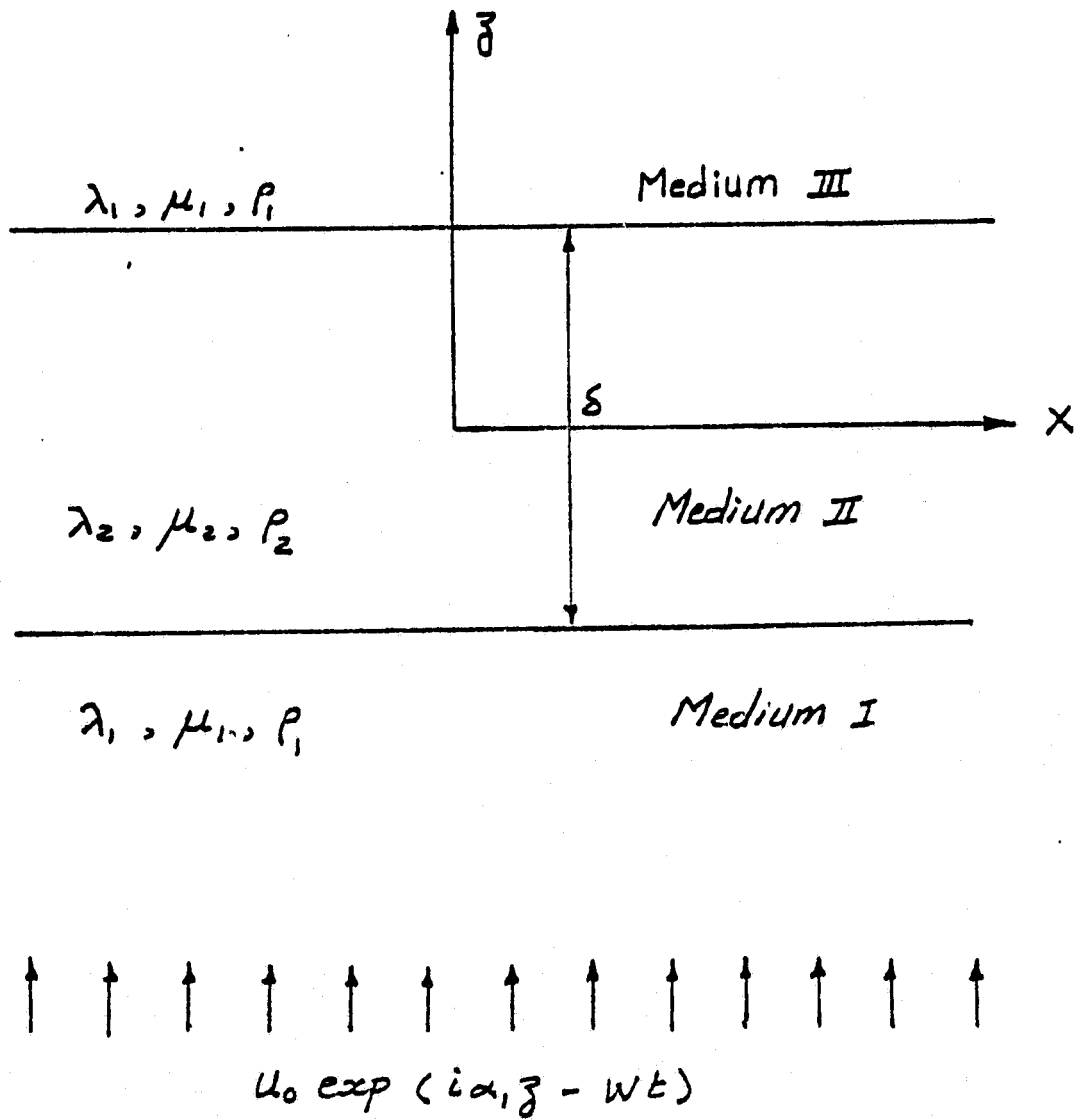 z
λ₁, μ₁, ρ₁ Medium III
δ
x
λ₂, μ₂, ρ₂ Medium II
λ₁, μ₁, ρ₁ Medium I
u₀ exp (iα₁z - Wt)